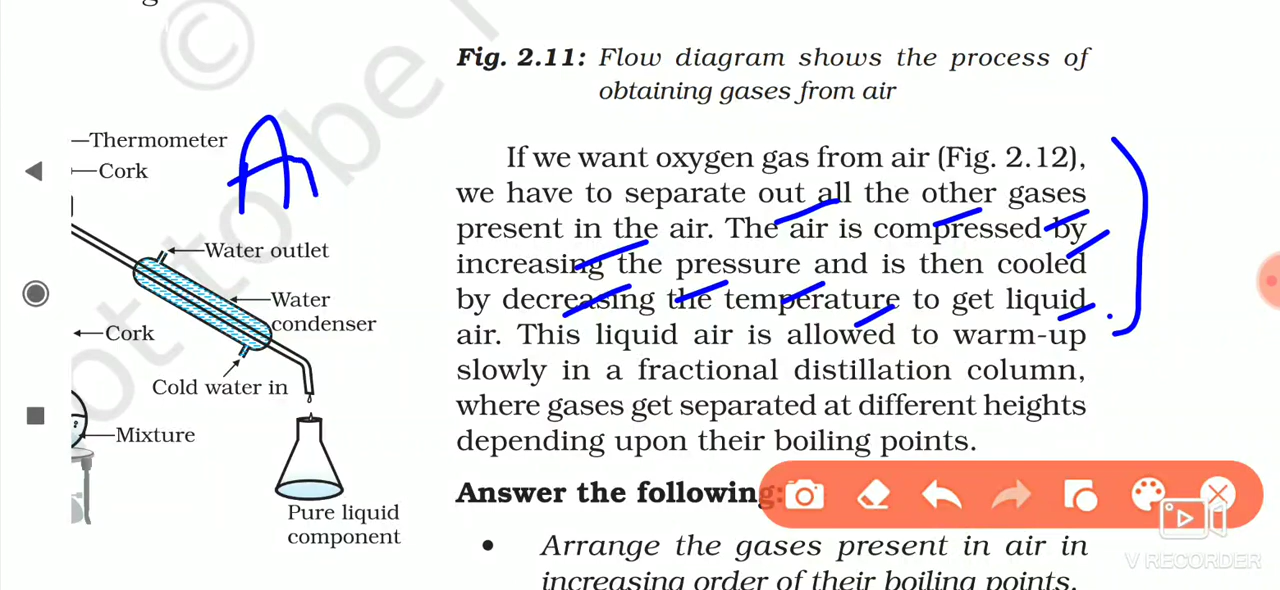 Fig. 2.11: Flow diagram shows the process of
obtaining gases from air
Thermometer
Cork
Water outlet
Water
condenser
Cork
Cold water in
Mixture
Pure liquid
component
A
If we want oxygen gas from air (Fig. 2.12),
we have to separate out all the other gases
present in the air. The air is compressed by
increasing the pressure and is then cooled
by decreasing the temperature to get liquid
air. This liquid air is allowed to warm-up
slowly in a fractional distillation column,
where gases get separated at different heights
depending upon their boiling points.
Answer the following:
• Arrange the gases present in air in
increasing order of their boiling points.
© not to be
V RECORDER